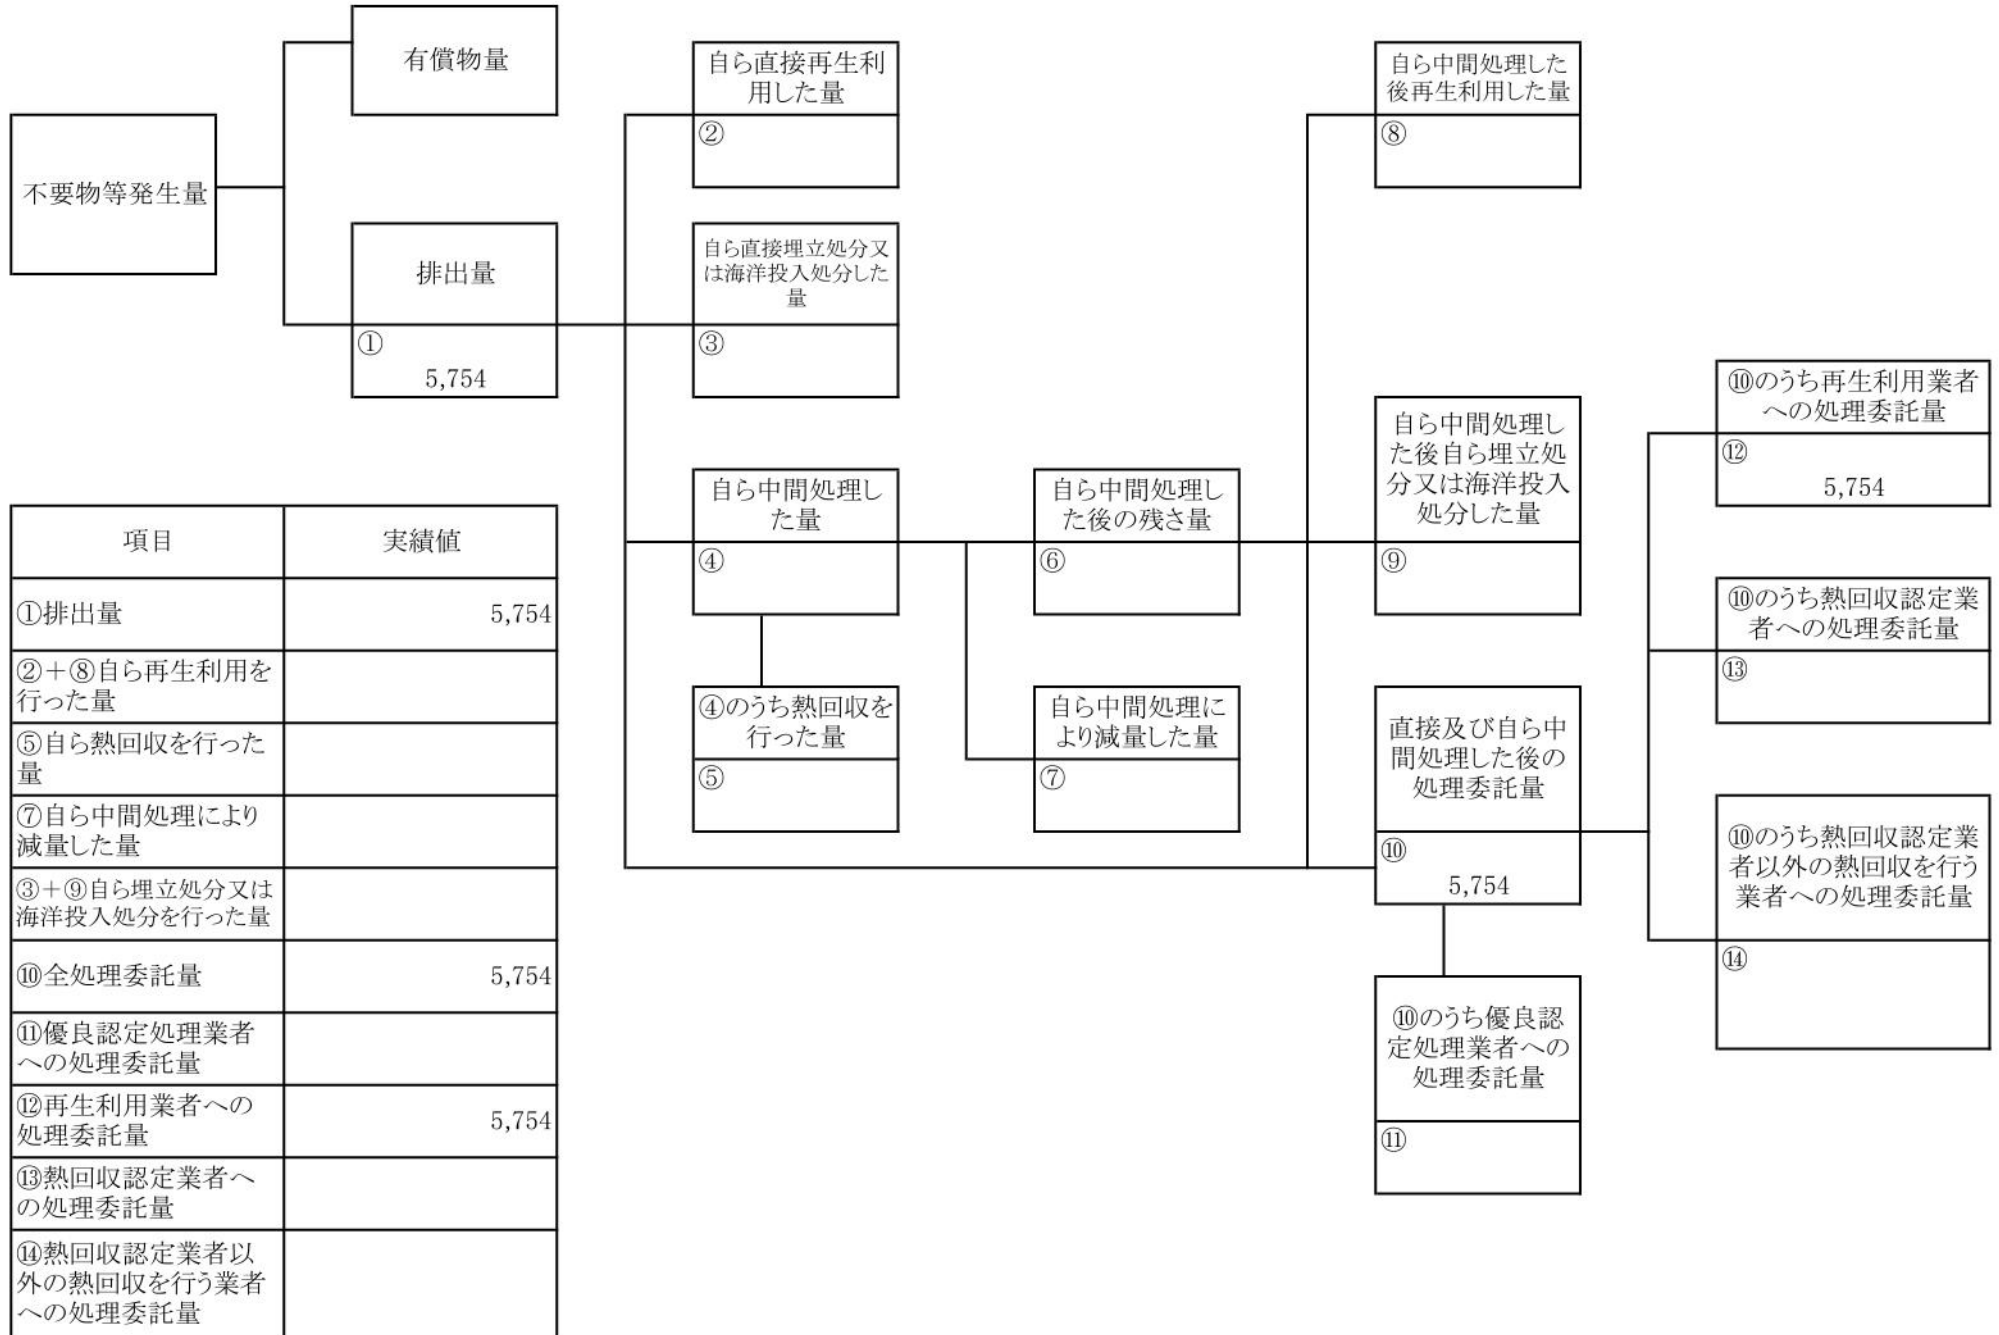 有償物量
不要物等発生量
排出量
①
5,754
自ら直接再生利
用した量
②
自ら直接埋立処分又
は海洋投入処分した
量
③
自ら中間処理し
た量
④
④のうち熱回収を
行った量
⑤
自ら中間処理し
た後の残さ量
⑥
自ら中間処理に
より減量した量
⑦
自ら中間処理した
後再生利用した量
⑧
自ら中間処理し
た後自ら埋立処
分又は海洋投入
処分した量
⑨
直接及び自ら中
間処理した後の
処理委託量
⑩
5,754
⑩のうち優良認
定処理業者への
処理委託量
⑪
⑩のうち再生利用業者
への処理委託量
⑫
5,754
⑩のうち熱回収認定業
者への処理委託量
⑬
⑩のうち熱回収認定業
者以外の熱回収を行う
業者への処理委託量
⑭
項目 実績値
①排出量 5,754
②＋⑧自ら再生利用を
行った量
⑤自ら熱回収を行った
量
⑦自ら中間処理により
減量した量
③＋⑨自ら埋立処分又は
海洋投入処分を行った量
⑩全処理委託量 5,754
⑪優良認定処理業者
への処理委託量
⑫再生利用業者への
処理委託量 5,754
⑬熱回収認定業者へ
の処理委託量
⑭熱回収認定業者以
外の熱回収を行う業者
への処理委託量